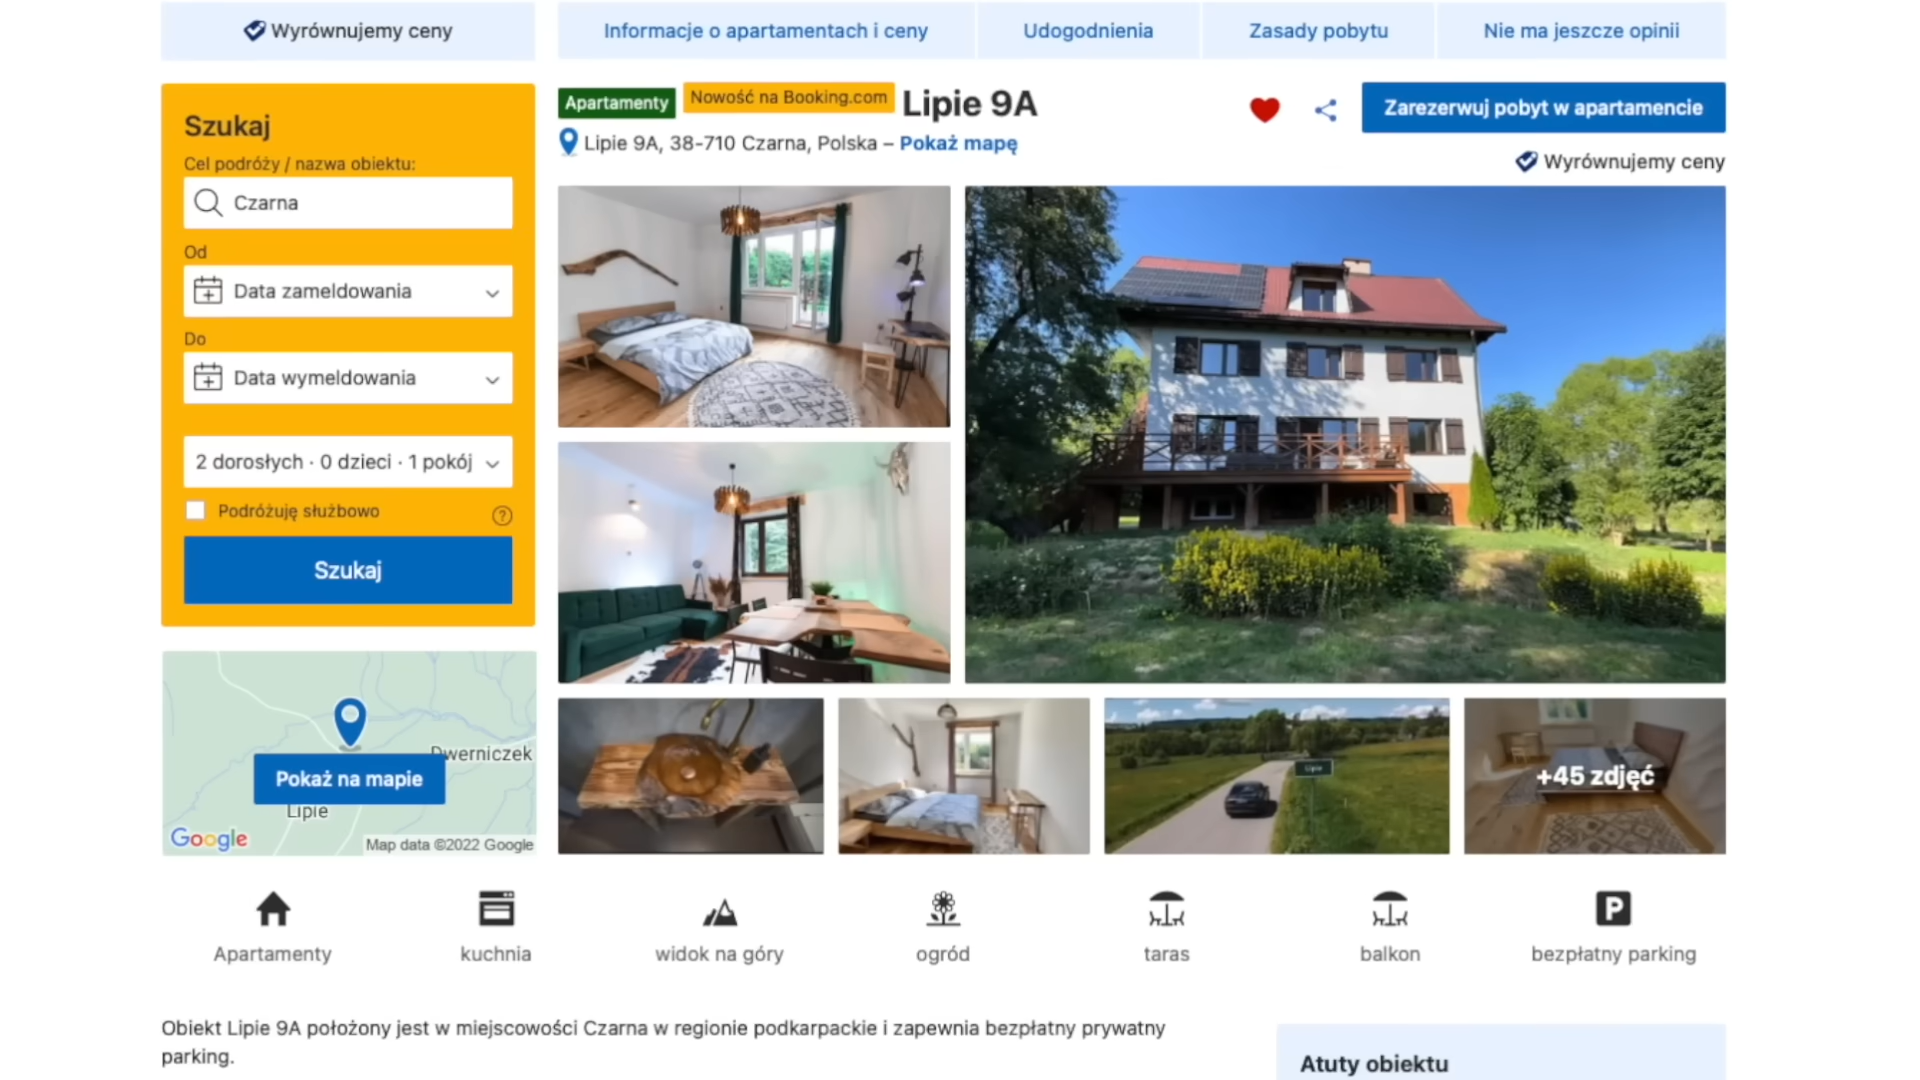 Wyrównujemy ceny
Informacje o apartamentach i ceny
Udogodnienia
Zasady pobytu
Nie ma jeszcze opinii
Szukaj
Cel podróży / nazwa obiektu:
Czarna
Od
Data zameldowania
Do
Data wymeldowania
2 dorosłych · 0 dzieci · 1 pokój
Podróżuję służbowo
?
Szukaj
Dwerniczek
Pokaż na mapie
Lipie
Google
Map data ©2022 Google
Apartamenty
Nowość na Booking.com
Lipie 9A
Zarezerwuj pobyt w apartamencie
Lipie 9A, 38-710 Czarna, Polska – Pokaż mapę
Wyrównujemy ceny
Lipie
+45 zdjęć
Apartamenty
kuchnia
widok na góry
ogród
taras
balkon
P
bezpłatny parking
Obiekt Lipie 9A położony jest w miejscowości Czarna w regionie podkarpackie i zapewnia bezpłatny prywatny
parking.
Atuty obiektu